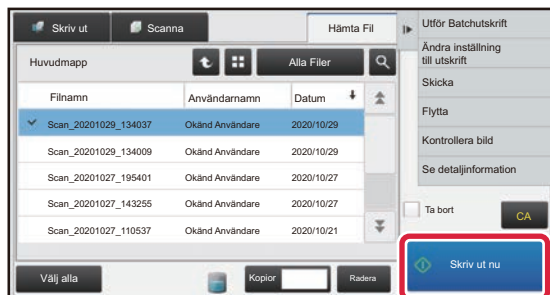 Skriv ut
Scanna
Hämta Fil
Huvudmapp
Alla Filer
Filnamn Användarnamn Datum
Scan_20201029_134037 Okänd Användare 2020/10/29
Scan_20201029_134009 Okänd Användare 2020/10/29
Scan_20201027_195401 Okänd Användare 2020/10/27
Scan_20201027_143255 Okänd Användare 2020/10/27
Scan_20201027_110537 Okänd Användare 2020/10/21
Välj alla
Kopior
Radera
Utför Batchutskrift
Ändra inställning
till utskrift
Skicka
Flytta
Kontrollera bild
Se detaljinformation
Ta bort
CA
Skriv ut nu